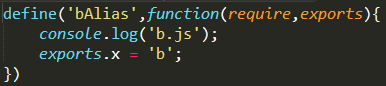 define('bAlias',function(require,exports){
    console.log('b.js');
    exports.x = 'b';
})